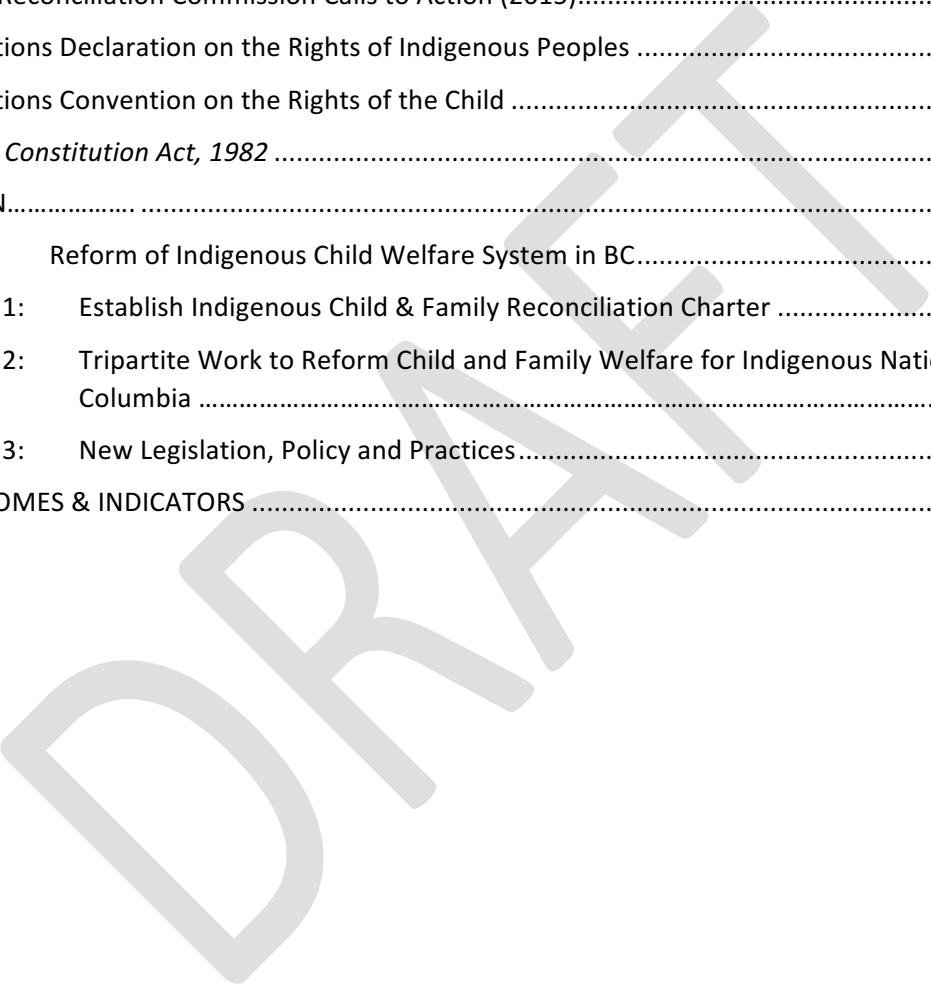 Reconciliation Commission Calls to Action (2015)........................................
tions Declaration on the Rights of Indigenous Peoples ........................................
tions Convention on the Rights of the Child ........................................................
Constitution Act, 1982 ....................................................................................
N................. ....................................................................................................
Reform of Indigenous Child Welfare System in BC........................................
1: Establish Indigenous Child & Family Reconciliation Charter ......................
2: Tripartite Work to Reform Child and Family Welfare for Indigenous Nati
Columbia ................................................................................................
3: New Legislation, Policy and Practices......................................................
OMES & INDICATORS ......................................................................................
DRAFT